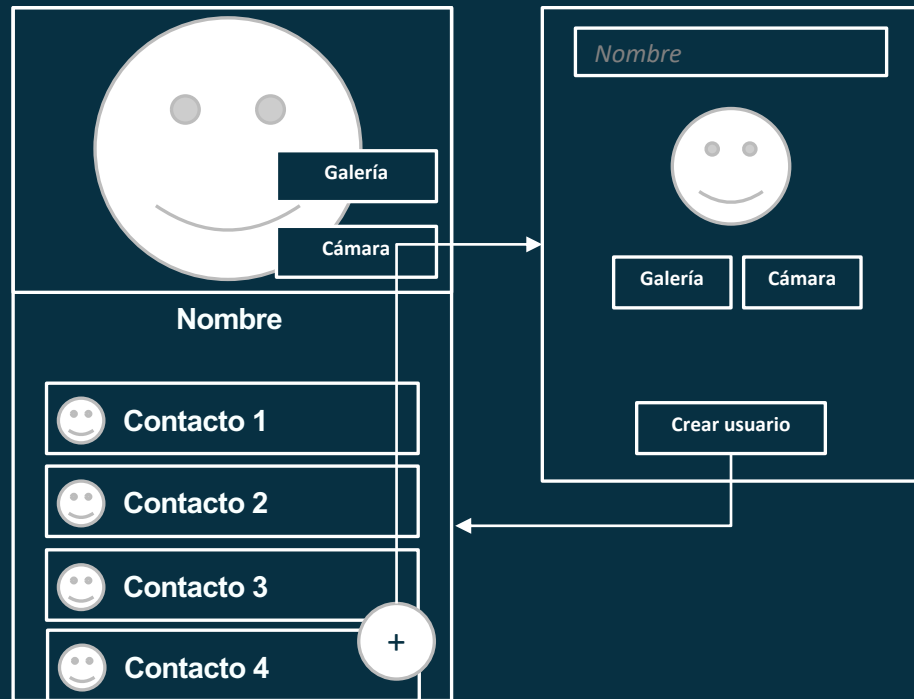 Galería
Cámara
Nombre
Contacto 1
Contacto 2
Contacto 3
Contacto 4
+
Nombre
Galería
Cámara
Crear usuario